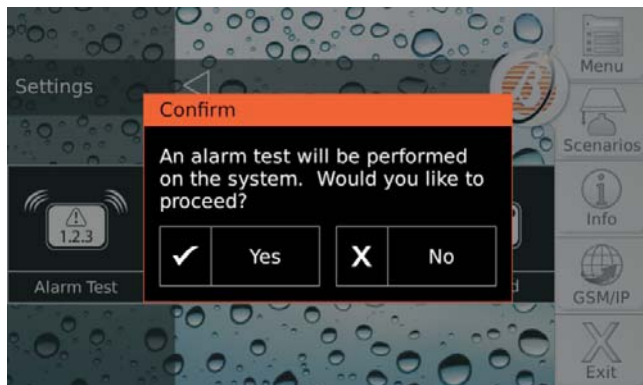 Settings
Menu
Confirm
An alarm test will be performed
on the system.  Would you like to
proceed?
Yes
X
No
Scenarios
1.2.3
Alarm Test
Info
GSM/IP
Exit